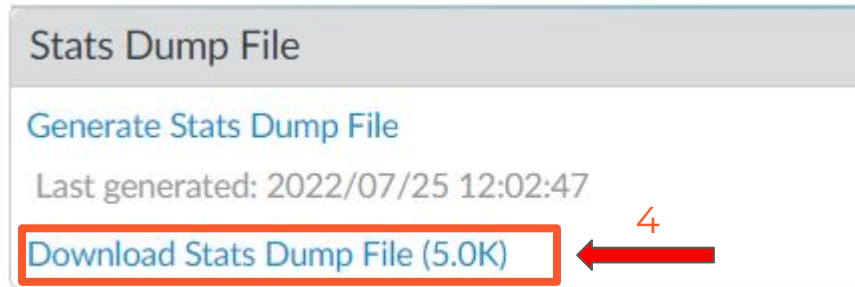 Stats Dump File
Generate Stats Dump File
Last generated: 2022/07/25 12:02:47
4
Download Stats Dump File (5.0K)